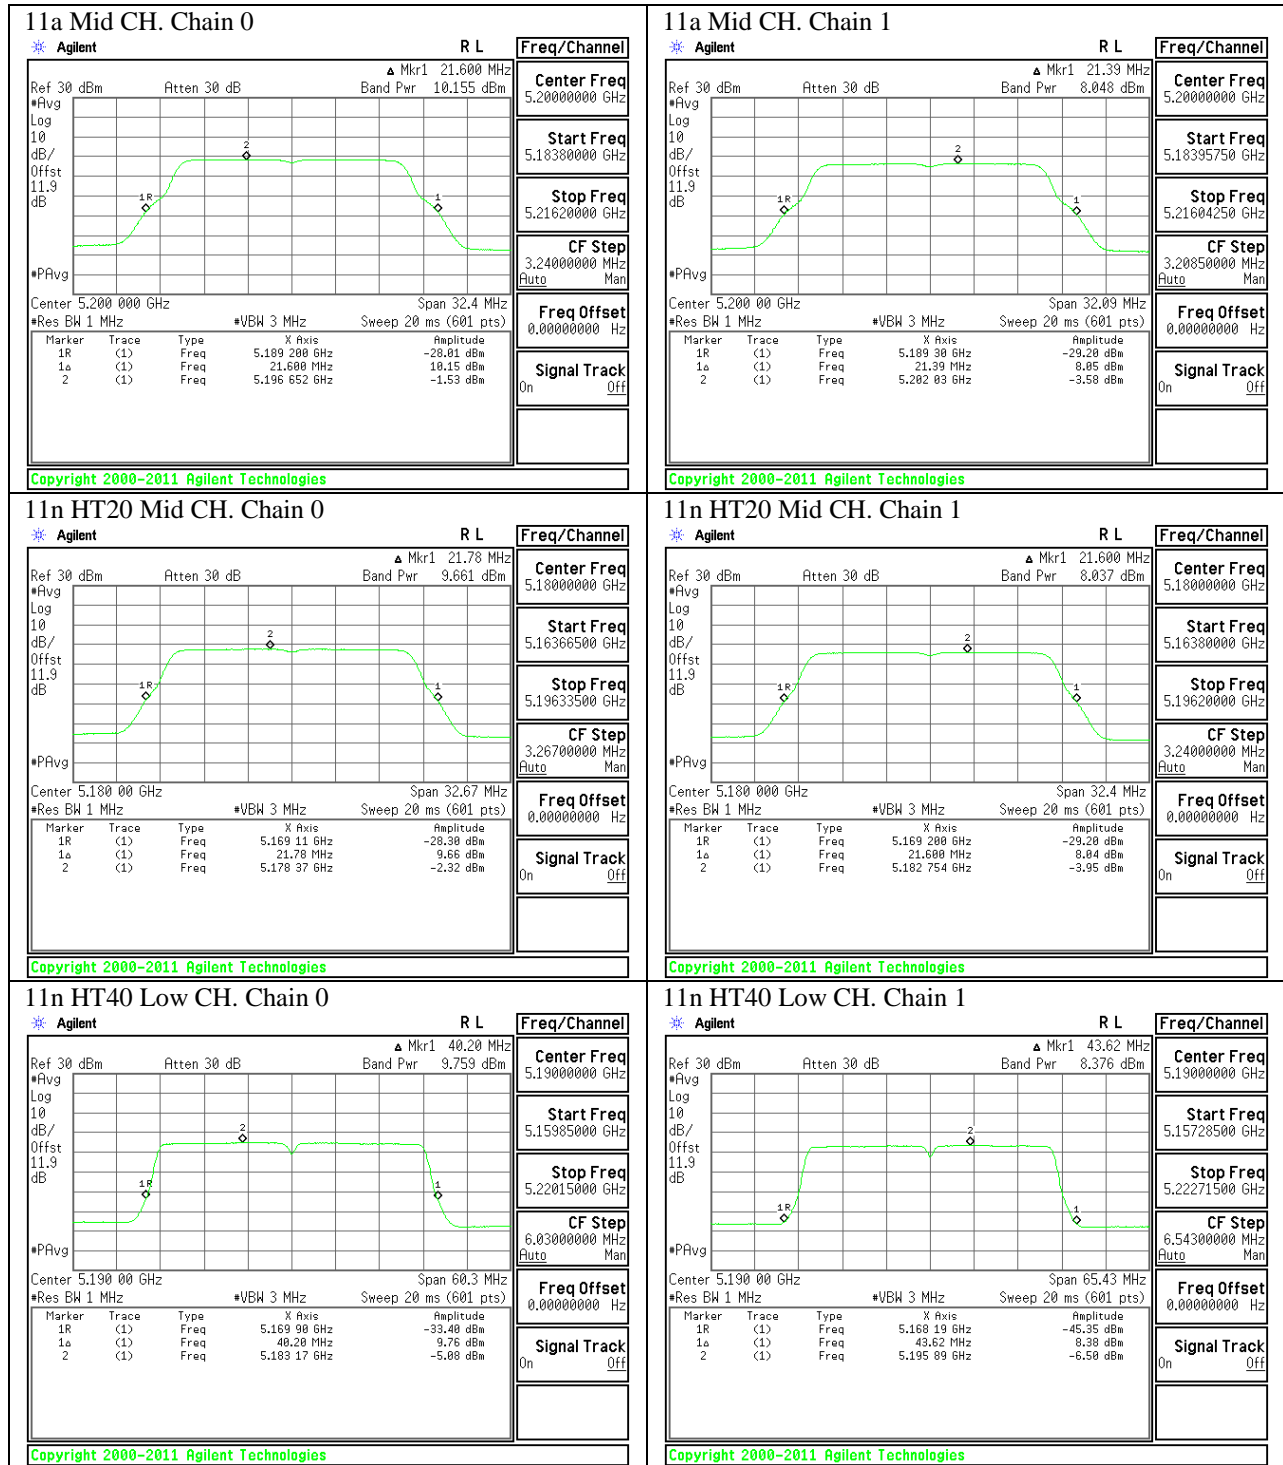 11a Mid CH. Chain 0
Agilent R L Freq/Channel
Δ Mkr1 21.600 MHz
Ref 30 dBm Atten 30 dB Band Pwr 10.155 dBm
#Avg
Log
10
dB/
Offst
11.9
dB
#PAvg
2
1R
1
Center 5.200 000 GHz Span 32.4 MHz
#Res BW 1 MHz #VBW 3 MHz Sweep 20 ms (601 pts)
Marker Trace Type X Axis Amplitude
1R (1) Freq 5.189 200 GHz -28.01 dBm
1Δ (1) Freq 21.600 MHz 10.15 dBm
2 (1) Freq 5.196 652 GHz -1.53 dBm
Center Freq
5.20000000 GHz
Start Freq
5.18380000 GHz
Stop Freq
5.21620000 GHz
CF Step
3.24000000 MHz
Auto Man
Freq Offset
0.00000000 Hz
Signal Track
On Off
Copyright 2000-2011 Agilent Technologies
11a Mid CH. Chain 1
Agilent R L Freq/Channel
Δ Mkr1 21.39 MHz
Ref 30 dBm Atten 30 dB Band Pwr 8.048 dBm
#Avg
Log
10
dB/
Offst
11.9
dB
#PAvg
2
1R
1
Center 5.200 00 GHz Span 32.09 MHz
#Res BW 1 MHz #VBW 3 MHz Sweep 20 ms (601 pts)
Marker Trace Type X Axis Amplitude
1R (1) Freq 5.189 30 GHz -29.20 dBm
1Δ (1) Freq 21.39 MHz 8.05 dBm
2 (1) Freq 5.202 03 GHz -3.58 dBm
Center Freq
5.20000000 GHz
Start Freq
5.18395750 GHz
Stop Freq
5.21604250 GHz
CF Step
3.20850000 MHz
Auto Man
Freq Offset
0.00000000 Hz
Signal Track
On Off
Copyright 2000-2011 Agilent Technologies
11n HT20 Mid CH. Chain 0
Agilent R L Freq/Channel
Δ Mkr1 21.78 MHz
Ref 30 dBm Atten 30 dB Band Pwr 9.661 dBm
#Avg
Log
10
dB/
Offst
11.9
dB
#PAvg
2
1R
1
Center 5.180 00 GHz Span 32.67 MHz
#Res BW 1 MHz #VBW 3 MHz Sweep 20 ms (601 pts)
Marker Trace Type X Axis Amplitude
1R (1) Freq 5.169 11 GHz -28.30 dBm
1Δ (1) Freq 21.78 MHz 9.66 dBm
2 (1) Freq 5.178 37 GHz -2.32 dBm
Center Freq
5.18000000 GHz
Start Freq
5.16366500 GHz
Stop Freq
5.19633500 GHz
CF Step
3.26700000 MHz
Auto Man
Freq Offset
0.00000000 Hz
Signal Track
On Off
Copyright 2000-2011 Agilent Technologies
11n HT20 Mid CH. Chain 1
Agilent R L Freq/Channel
Δ Mkr1 21.600 MHz
Ref 30 dBm Atten 30 dB Band Pwr 8.037 dBm
#Avg
Log
10
dB/
Offst
11.9
dB
#PAvg
2
1R
1
Center 5.180 000 GHz Span 32.4 MHz
#Res BW 1 MHz #VBW 3 MHz Sweep 20 ms (601 pts)
Marker Trace Type X Axis Amplitude
1R (1) Freq 5.169 200 GHz -29.20 dBm
1Δ (1) Freq 21.600 MHz 8.04 dBm
2 (1) Freq 5.182 754 GHz -3.95 dBm
Center Freq
5.18000000 GHz
Start Freq
5.16380000 GHz
Stop Freq
5.19620000 GHz
CF Step
3.24000000 MHz
Auto Man
Freq Offset
0.00000000 Hz
Signal Track
On Off
Copyright 2000-2011 Agilent Technologies
11n HT40 Low CH. Chain 0
Agilent R L Freq/Channel
Δ Mkr1 40.20 MHz
Ref 30 dBm Atten 30 dB Band Pwr 9.759 dBm
#Avg
Log
10
dB/
Offst
11.9
dB
#PAvg
2
1R
1
Center 5.190 00 GHz Span 60.3 MHz
#Res BW 1 MHz #VBW 3 MHz Sweep 20 ms (601 pts)
Marker Trace Type X Axis Amplitude
1R (1) Freq 5.169 90 GHz -33.40 dBm
1Δ (1) Freq 40.20 MHz 9.76 dBm
2 (1) Freq 5.183 17 GHz -5.08 dBm
Center Freq
5.19000000 GHz
Start Freq
5.15985000 GHz
Stop Freq
5.22015000 GHz
CF Step
6.03000000 MHz
Auto Man
Freq Offset
0.00000000 Hz
Signal Track
On Off
Copyright 2000-2011 Agilent Technologies
11n HT40 Low CH. Chain 1
Agilent R L Freq/Channel
Δ Mkr1 43.62 MHz
Ref 30 dBm Atten 30 dB Band Pwr 8.376 dBm
#Avg
Log
10
dB/
Offst
11.9
dB
#PAvg
2
1R
1
Center 5.190 00 GHz Span 65.43 MHz
#Res BW 1 MHz #VBW 3 MHz Sweep 20 ms (601 pts)
Marker Trace Type X Axis Amplitude
1R (1) Freq 5.168 19 GHz -45.35 dBm
1Δ (1) Freq 43.62 MHz 8.38 dBm
2 (1) Freq 5.195 89 GHz -6.50 dBm
Center Freq
5.19000000 GHz
Start Freq
5.15728500 GHz
Stop Freq
5.22271500 GHz
CF Step
6.54300000 MHz
Auto Man
Freq Offset
0.00000000 Hz
Signal Track
On Off
Copyright 2000-2011 Agilent Technologies